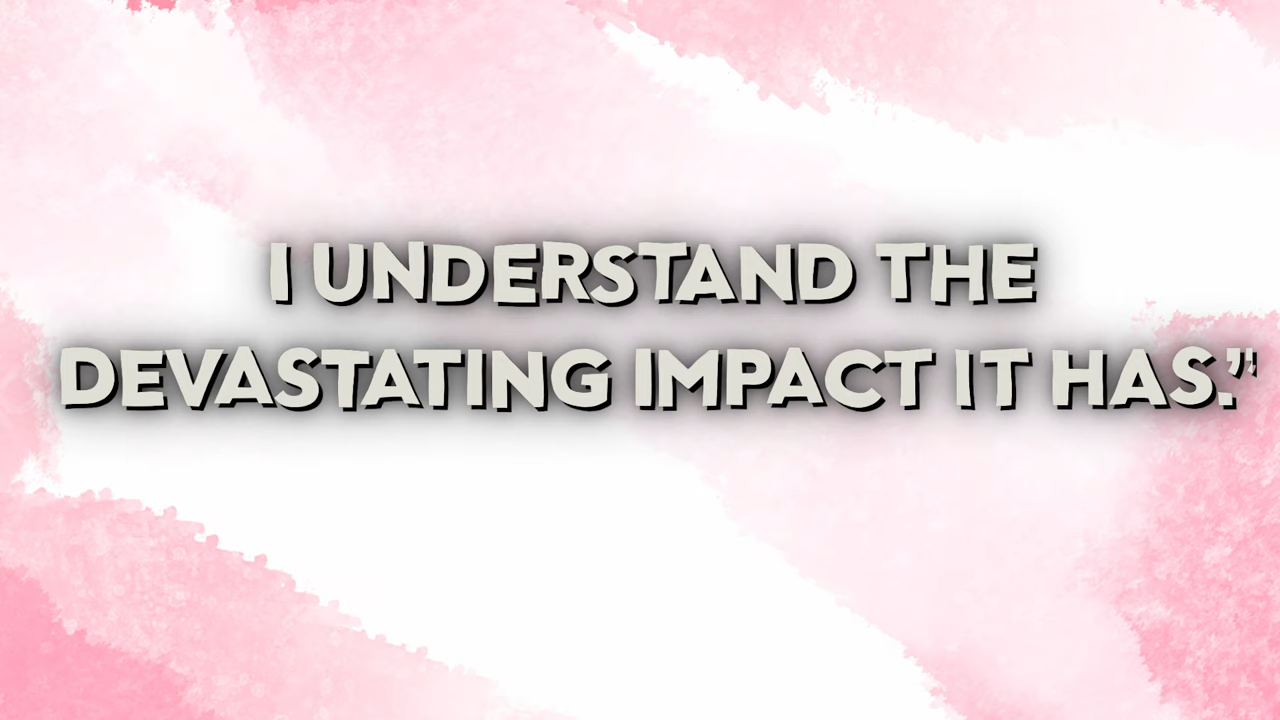 I UNDERSTAND THE
DEVASTATING IMPACT IT HAS.”